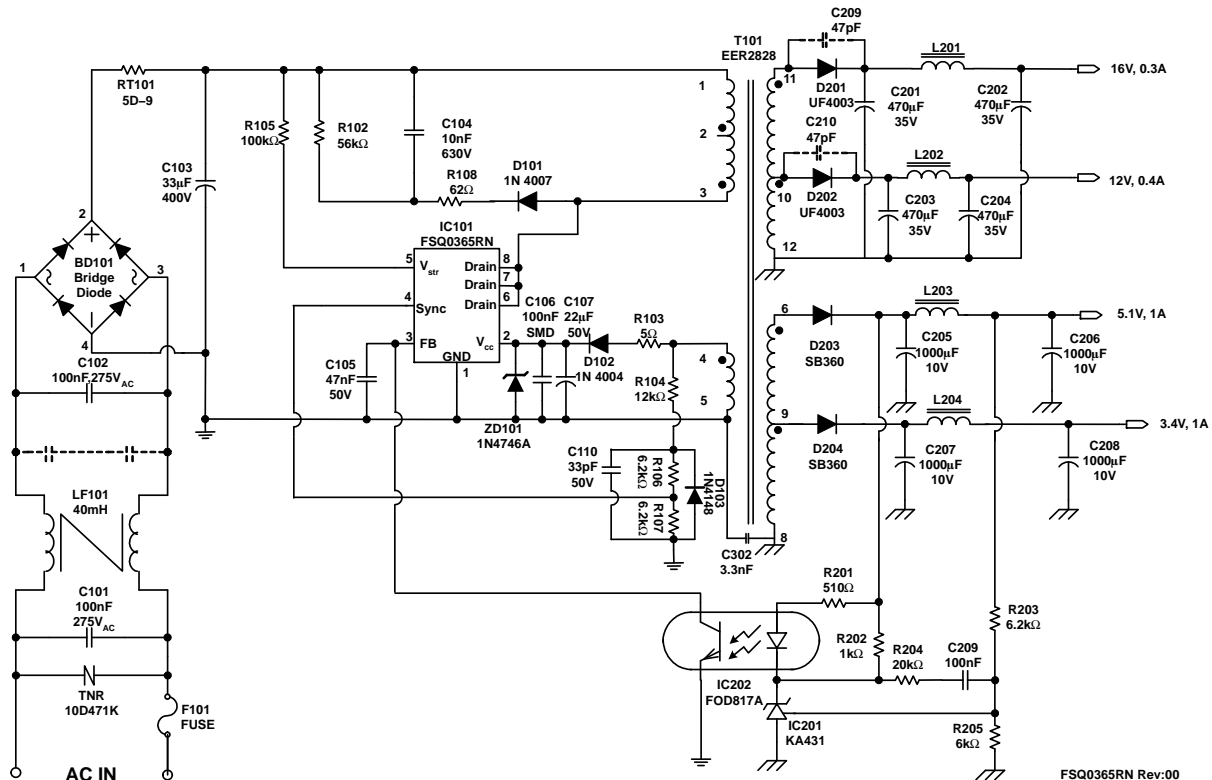 C209
47pF
T101
EER2828
L201
11
16V, 0.3A
RT101
5D–9
1
D201
UF4003
C201
470µF
35V
C202
470µF
35V
R105
100kΩ
R102
56kΩ
C104
10nF
630V
C210
47pF
2
L202
C103
33µF
400V
R108
62Ω
D101
1N 4007
3
10
12V, 0.4A
D202
UF4003
C203
470µF
35V
C204
470µF
35V
2
IC101
FSQ0365RN
12
1
BD101
Bridge
Diode
3
4
5
Vstr
Drain
8
Drain
7
Drain
6
4
Sync
C106
100nF
SMD
C107
22µF
50V
R103
5Ω
6
L203
5.1V, 1A
3
FB
Vcc
2
GND
1
D102
1N 4004
D203
SB360
C205
1000µF
10V
C206
1000µF
10V
C102
100nF,275VAC
C105
47nF
50V
4
R104
12kΩ
5
9
L204
3.4V, 1A
ZD101
1N4746A
D204
SB360
C207
1000µF
10V
C208
1000µF
10V
C110
33pF
50V
R106
6.2kΩ
R107
6.2kΩ
D103
1N4148
LF101
40mH
8
C302
3.3nF
C101
100nF
275VAC
R201
510Ω
R203
6.2kΩ
R202
1kΩ
R204
20kΩ
C209
100nF
TNR
10D471K
F101
FUSE
IC202
FOD817A
IC201
KA431
R205
6kΩ
AC IN
FSQ0365RN Rev:00